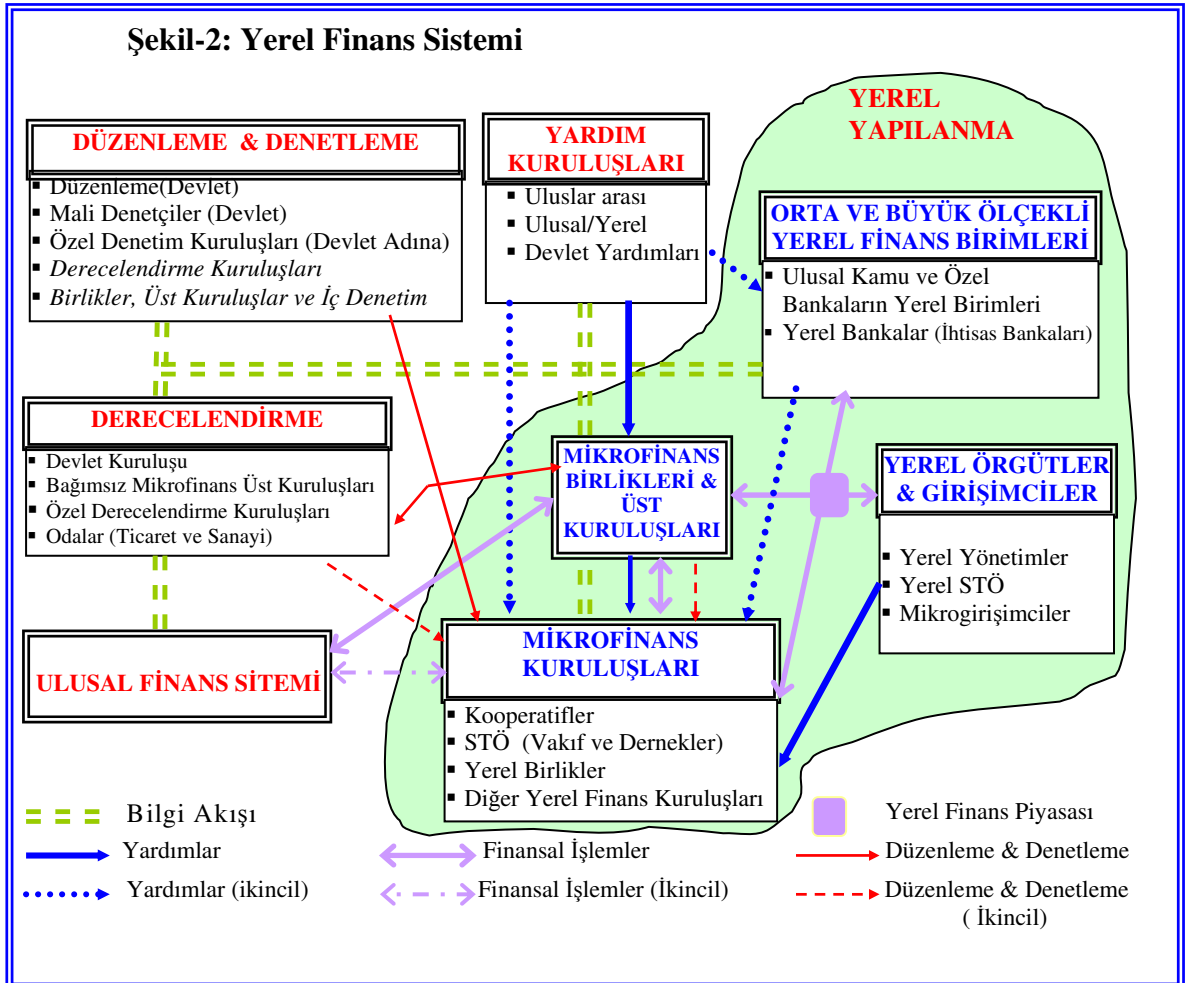 Şekil-2: Yerel Finans Sistemi
YEREL
YAPILANMA
DÜZENLEME & DENETLEME
▪ Düzenleme(Devlet)
▪ Mali Denetçiler (Devlet)
▪ Özel Denetim Kuruluşları (Devlet Adına)
▪ Derecelendirme Kuruluşları
▪ Birlikler, Üst Kuruluşlar ve İç Denetim
YARDIM
KURULUŞLARI
▪ Uluslar arası
▪ Ulusal/Yerel
▪ Devlet Yardımları
ORTA VE BÜYÜK ÖLÇEKLİ
YEREL FİNANS BİRİMLERİ
▪ Ulusal Kamu ve Özel
Bankaların Yerel Birimleri
▪ Yerel Bankalar (İhtisas Bankaları)
DERECELENDİRME
▪ Devlet Kuruluşu
▪ Bağımsız Mikrofinans Üst Kuruluşları
▪ Özel Derecelendirme Kuruluşları
▪ Odalar (Ticaret ve Sanayi)
MİKROFİNANS
BİRLİKLERİ &
ÜST
KURULUŞLARI
YEREL ÖRGÜTLER
& GİRİŞİMCİLER
▪ Yerel Yönetimler
▪ Yerel STÖ
▪ Mikrogirişimciler
ULUSAL FİNANS SİTEMİ
MİKROFİNANS
KURULUŞLARI
▪ Kooperatifler
▪ STÖ (Vakıf ve Dernekler)
▪ Yerel Birlikler
▪ Diğer Yerel Finans Kuruluşları
Bilgi Akışı
Yerel Finans Piyasası
Yardımlar
Finansal İşlemler
Düzenleme & Denetleme
Yardımlar (ikincil)
Finansal İşlemler (İkincil)
Düzenleme & Denetleme
( İkincil)